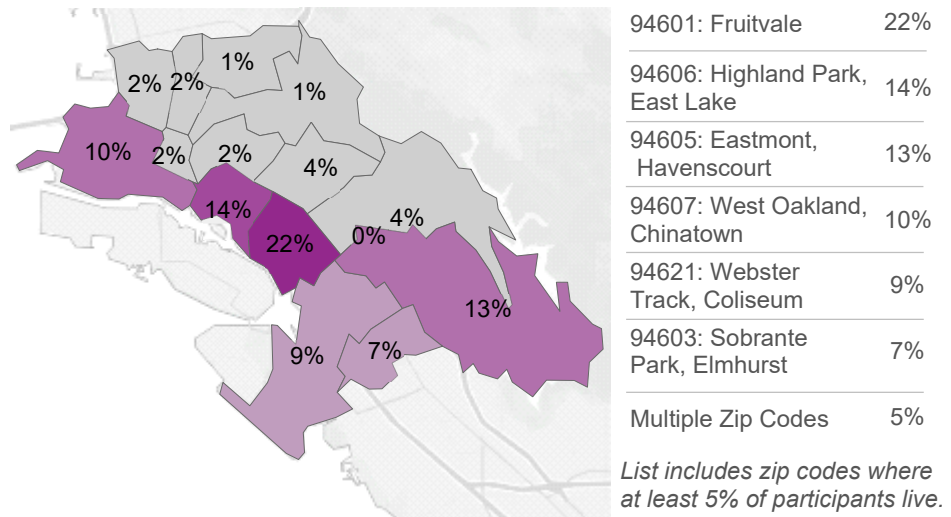 1%
2%
2%
1%
10%
2%
2%
4%
14%
4%
0%
22%
13%
9%
7%
94601: Fruitvale 22%
94606: Highland Park,
East Lake 14%
94605: Eastmont,
Havenscourt 13%
94607: West Oakland,
Chinatown 10%
94621: Webster
Track, Coliseum 9%
94603: Sobrante
Park, Elmhurst 7%
Multiple Zip Codes 5%
List includes zip codes where
at least 5% of participants live.